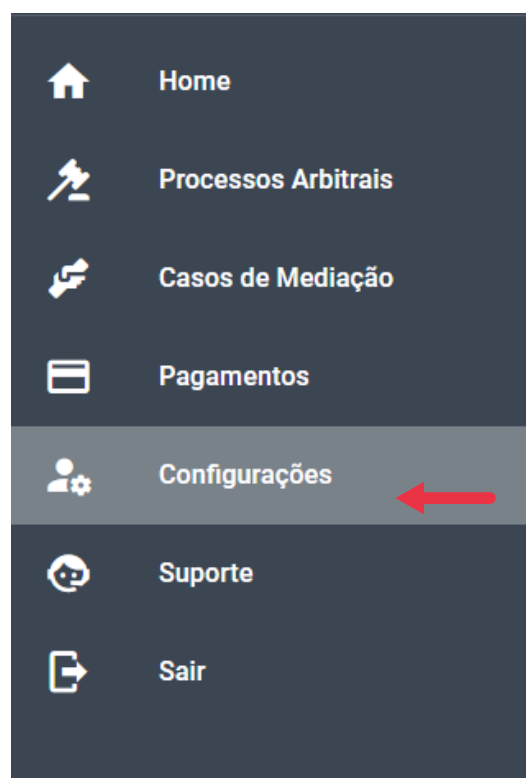 Home
Processos Arbitrais
Casos de Mediação
Pagamentos
Configurações
Suporte
Sair